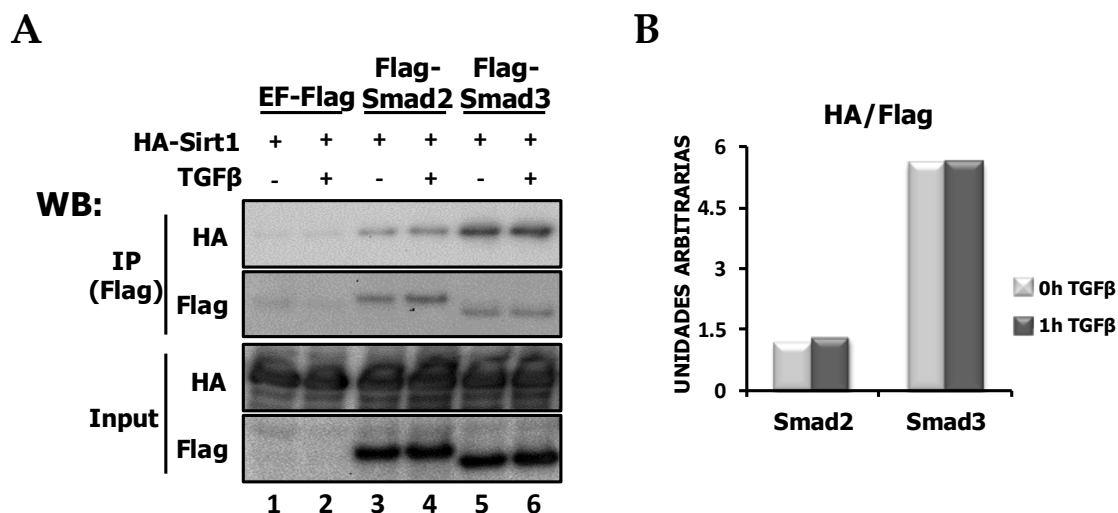 A
EF-Flag
Flag-
Smad2
Flag-
Smad3
HA-Sirt1 + + + + + +
TGFβ - + - + - +
WB:
IP
(Flag)
HA
Flag
Input
HA
Flag
1 2 3 4 5 6
B
HA/Flag
UNIDADES ARBITRARIAS
6
4.5
3
1.5
0
Smad2 Smad3
0h TGFβ
1h TGFβ